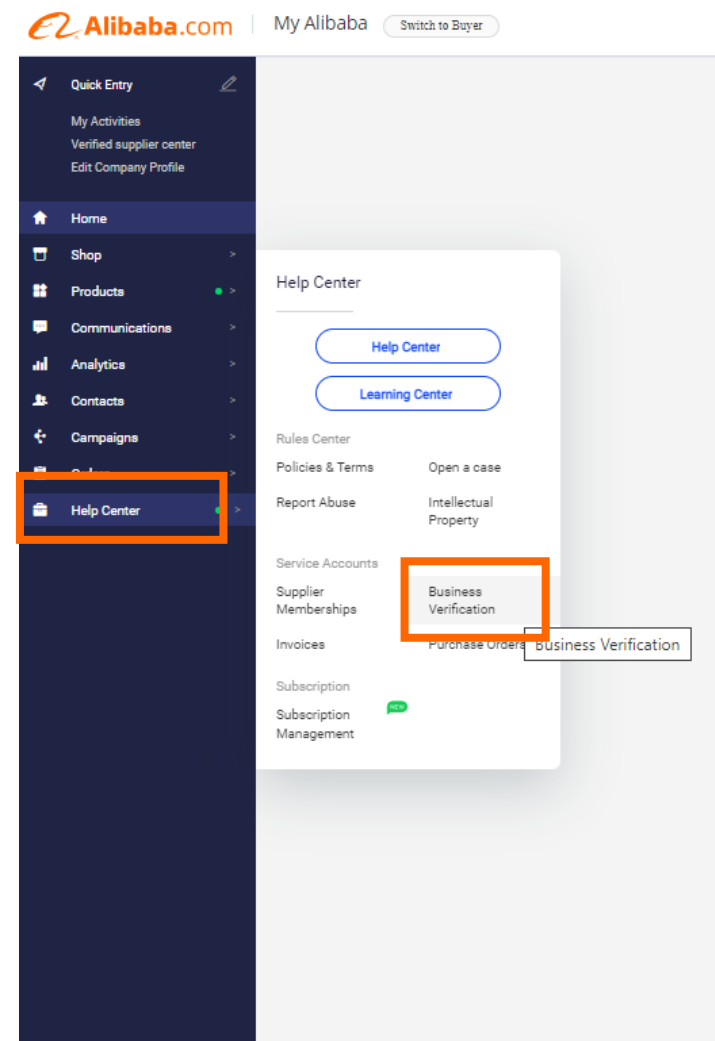 Alibaba.com
My Alibaba
Switch to Buyer
Quick Entry
My Activities
Verified supplier center
Edit Company Profile
Home
Shop
Products
Communications
Analytics
Contacts
Campaigns
Orders
Help Center
Help Center
Help Center
Learning Center
Rules Center
Policies & Terms
Open a case
Report Abuse
Intellectual
Property
Service Accounts
Supplier
Memberships
Business
Verification
Invoices
Purchase Orders
Business Verification
Subscription
Subscription
Management
NEW